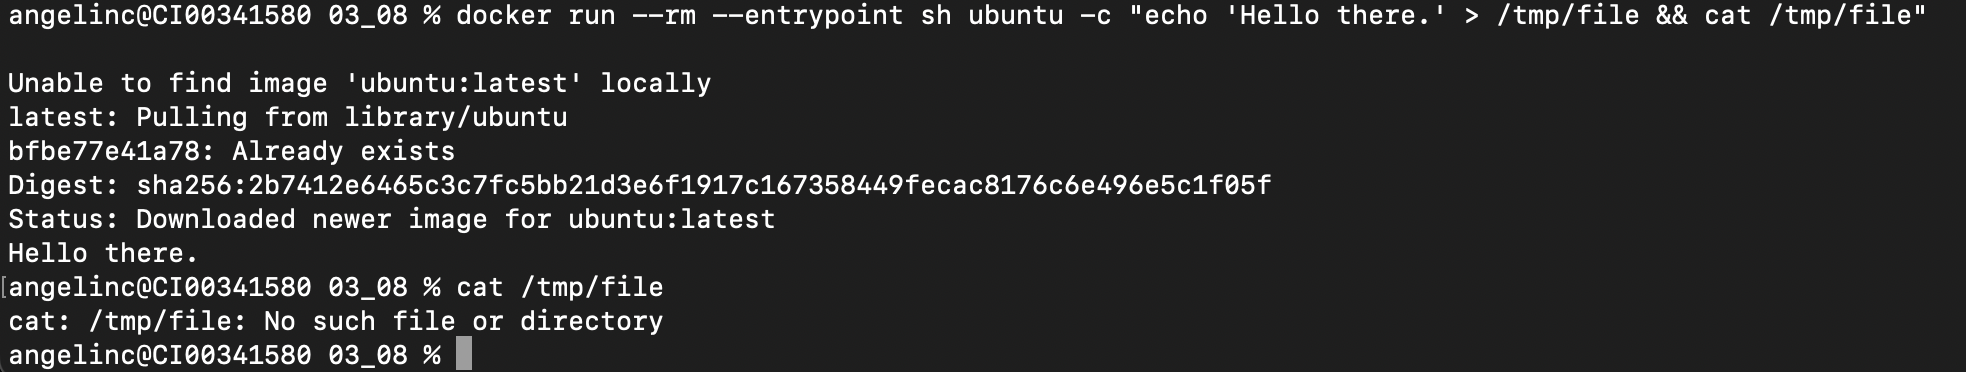 angelinc@CI00341580 03_08 % docker run --rm --entrypoint sh ubuntu -c "echo 'Hello there.' > /tmp/file && cat /tmp/file"
Unable to find image 'ubuntu:latest' locally
latest: Pulling from library/ubuntu
bfbe77e41a78: Already exists
Digest: sha256:2b7412e6465c3c7fc5bb21d3e6f1917c167358449fecac8176c6e496e5c1f05f
Status: Downloaded newer image for ubuntu:latest
Hello there.
[angelinc@CI00341580 03_08 % cat /tmp/file
cat: /tmp/file: No such file or directory
angelinc@CI00341580 03_08 %